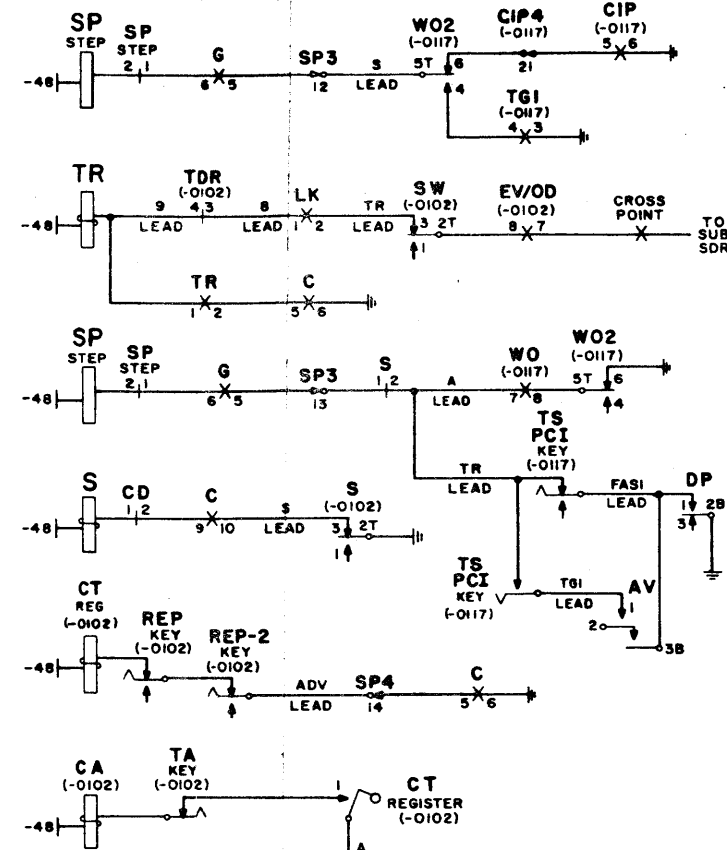 SP
STEP
SP
STEP
2 1
G
6 5
SP3
12
S
LEAD
WO2
(-0117)
5T
6
4
CIP4
(-0117)
21
CIP
(-0117)
5 6
-48
TG1
(-0117)
4 3
TR
9
LEAD
TDR
(-0102)
4 3
8
LEAD
LK
1 2
TR
LEAD
SW
(-0102)
3 2T
1
EV/OD
(-0102)
8 7
CROSS
POINT
TO
SUB
SDR
-48
TR
1 2
C
5 6
SP
STEP
SP
2 1
G
6 5
SP3
13
S
1 2
A
LEAD
WO
(-0117)
7 8
WO2
(-0117)
5T
6
4
-48
TR
LEAD
TS
PCI
KEY
(-0117)
FAS1
LEAD
DP
1
3
2B
S
CD
1 2
C
9 10
S
LEAD
S
(-0102)
3 2T
1
-48
TS
PCI
KEY
(-0117)
TG1
LEAD
AV
1
2
3B
CT
REG
(-0102)
REP
KEY
(-0102)
REP-2
KEY
(-0102)
ADV
LEAD
SP4
14
C
5 6
-48
CA
(-0102)
TA
KEY
(-0102)
1
CT
REGISTER
(-0102)
-48
A